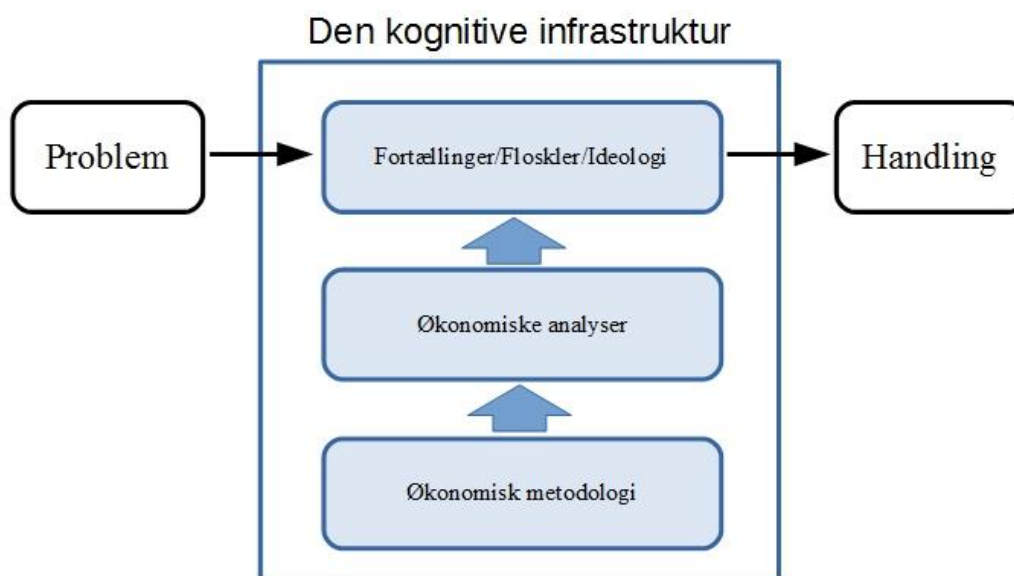 Den kognitive infrastruktur
Problem
Fortællinger/Floskler/Ideologi
Handling
Økonomiske analyser
Økonomisk metodologi